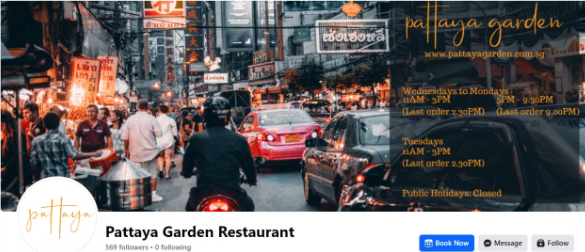 pattaya garden
www.pattayagarden.com.sg
Wednesdays to Mondays
11AM - 3PM 5PM - 9:30PM
(Last order 2.30PM) (Last order 9.00PM)
Tuesdays
11AM - 3PM
(Last order 2.30PM)
Public Holidays: Closed
pattaya
Pattaya Garden Restaurant
569 followers • 0 following
Book Now
Message
Follow